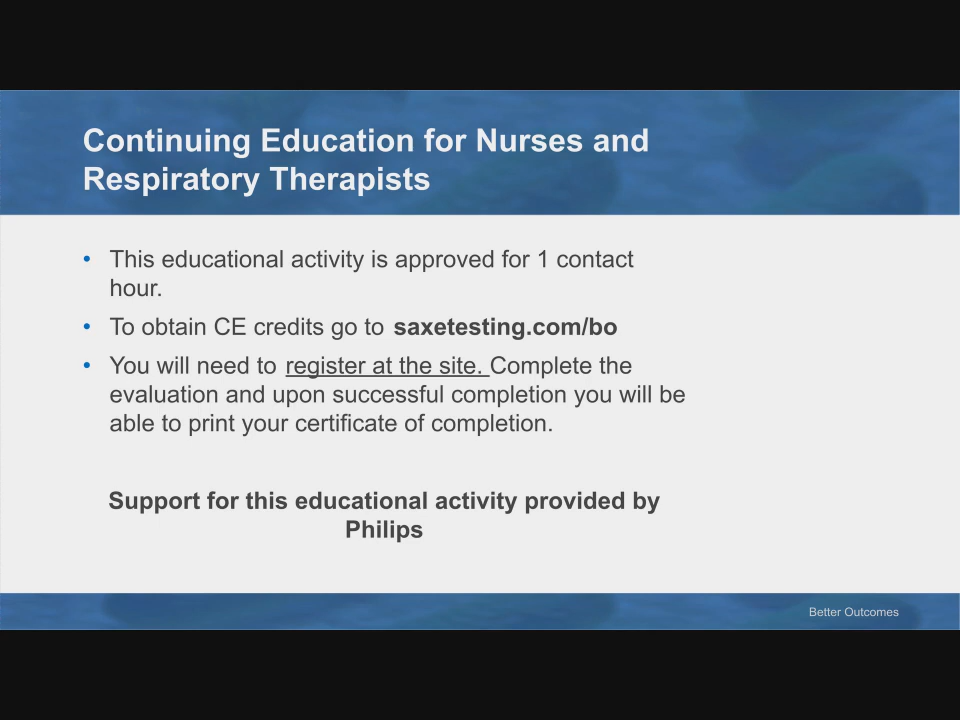 Continuing Education for Nurses and
Respiratory Therapists
• This educational activity is approved for 1 contact
hour.
• To obtain CE credits go to saxetesting.com/bo
• You will need to register at the site. Complete the
evaluation and upon successful completion you will be
able to print your certificate of completion.
Support for this educational activity provided by
Philips
Better Outcomes